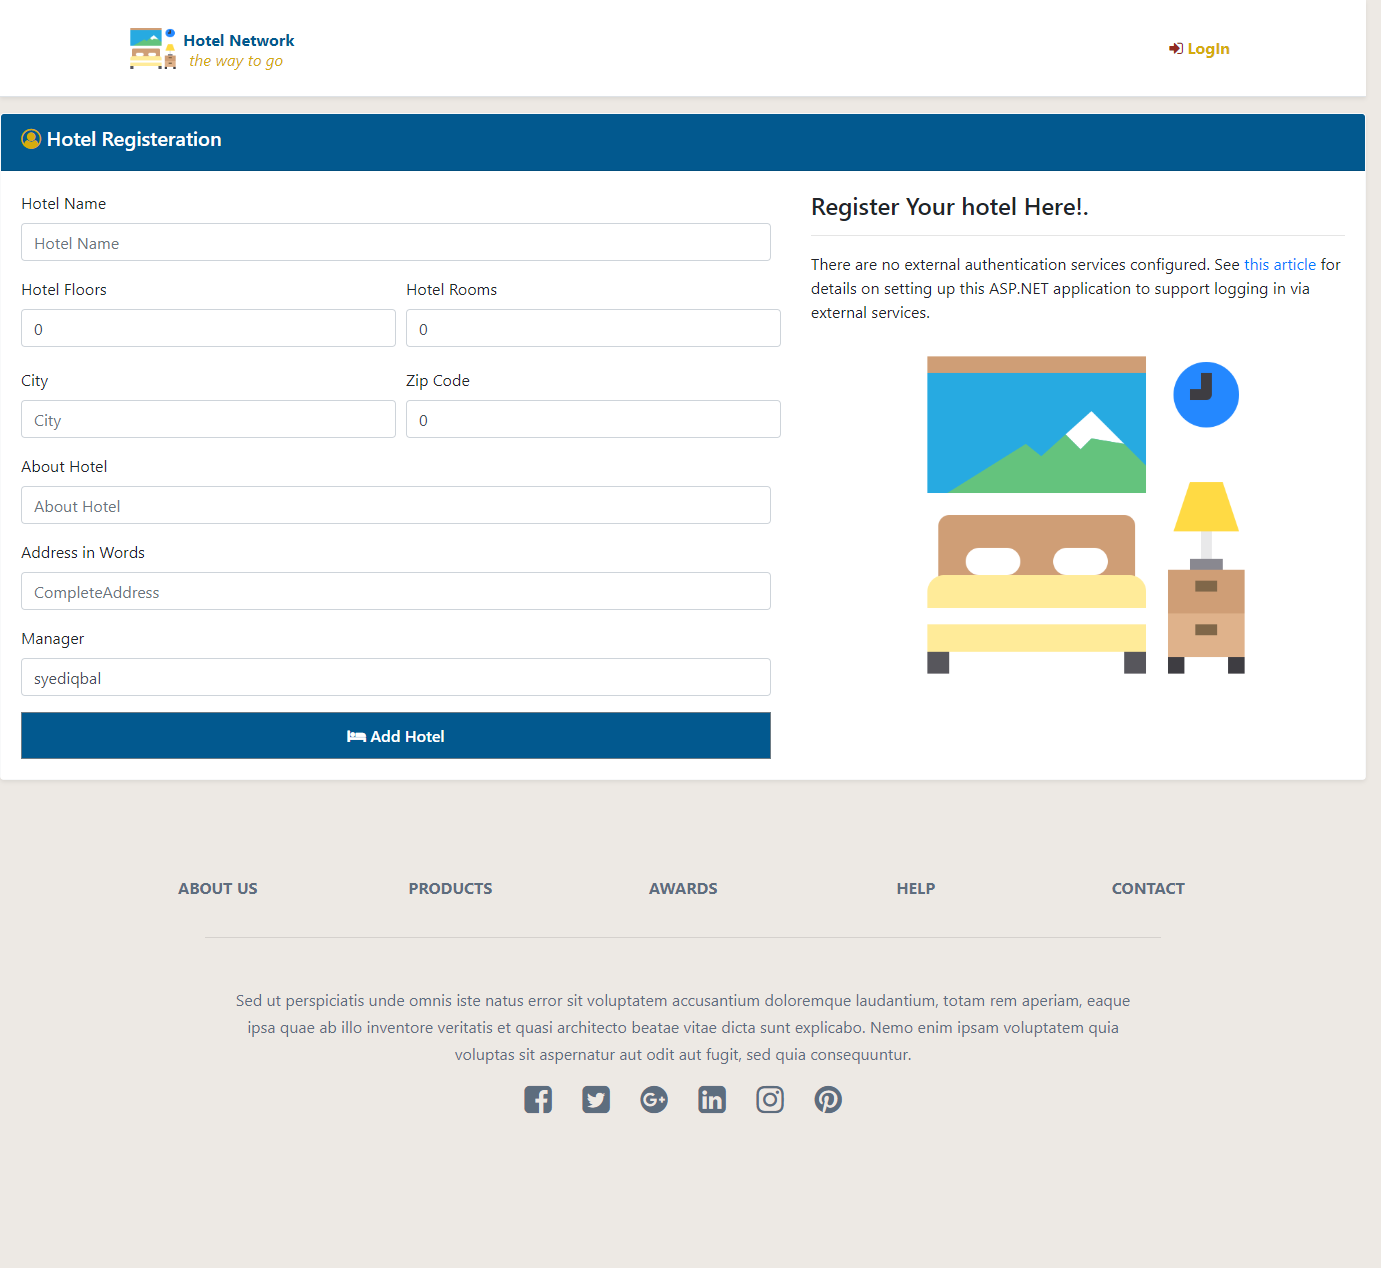 Hotel Network
the way to go
LogIn
Hotel Registeration
Hotel Name
Hotel Name
Hotel Floors
Hotel Rooms
0
0
City
Zip Code
City
0
About Hotel
About Hotel
Address in Words
CompleteAddress
Manager
syediqbal
Add Hotel
Register Your hotel Here!.
There are no external authentication services configured. See this article for
details on setting up this ASP.NET application to support logging in via
external services.
ABOUT US
PRODUCTS
AWARDS
HELP
CONTACT
Sed ut perspiciatis unde omnis iste natus error sit voluptatem accusantium doloremque laudantium, totam rem aperiam, eaque
ipsa quae ab illo inventore veritatis et quasi architecto beatae vitae dicta sunt explicabo. Nemo enim ipsam voluptatem quia
voluptas sit aspernatur aut odit aut fugit, sed quia consequuntur.